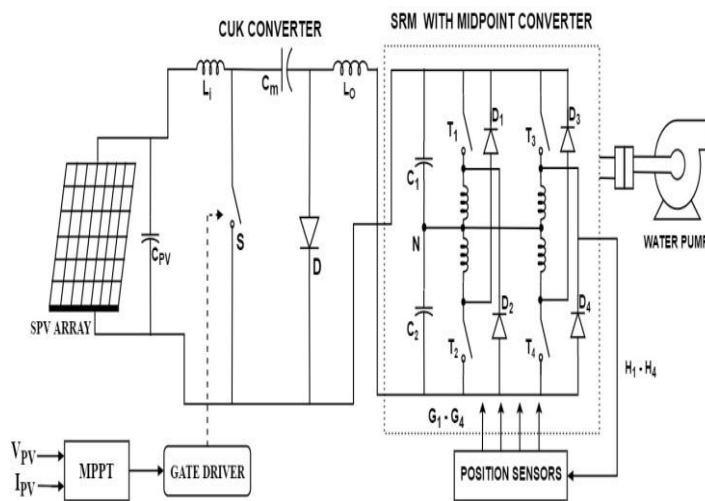 CUK CONVERTER
SRM WITH MIDPOINT CONVERTER
Li
Cm
Lo
CPV
S
D
C1
C2
N
T1
D1
T3
D3
T2
D2
T4
D4
SPV ARRAY
WATER PUMP
H1 - H4
G1 - G4
VPV
IPV
MPPT
GATE DRIVER
POSITION SENSORS